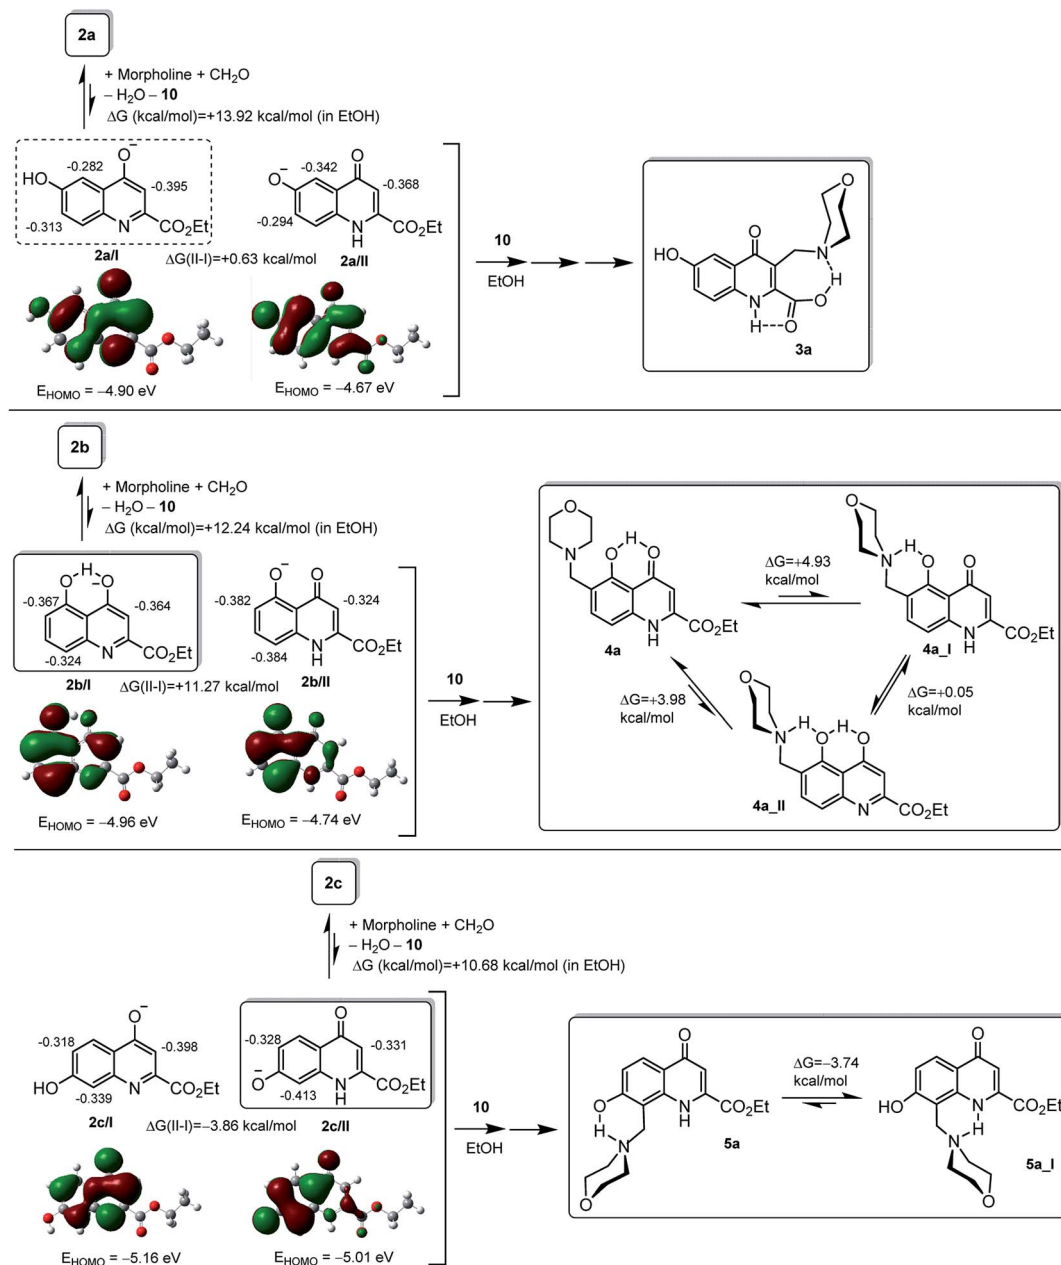 2a
+ Morpholine + CH₂O
– H₂O – 10
ΔG (kcal/mol)=+13.92 kcal/mol (in EtOH)
O⁻
-0.282
HO
-0.395
-0.313
N
CO₂Et
2a/I
O
-0.342
⁻O
-0.368
-0.294
N
H
CO₂Et
2a/II
ΔG(II-I)=+0.63 kcal/mol
E_HOMO = –4.90 eV
E_HOMO = –4.67 eV
10
EtOH
O
N
HO
O
H
O
N
H
O
3a
2b
+ Morpholine + CH₂O
– H₂O – 10
ΔG (kcal/mol)=+12.24 kcal/mol (in EtOH)
O
H
O⁻
-0.367
-0.364
-0.324
N
CO₂Et
2b/I
O⁻
O
-0.382
-0.324
-0.384
N
H
CO₂Et
2b/II
ΔG(II-I)=+11.27 kcal/mol
E_HOMO = –4.96 eV
E_HOMO = –4.74 eV
10
EtOH
O
N
O
H
O
NH
CO₂Et
4a
ΔG=+4.93
kcal/mol
O
N
H
O
O
N
H
CO₂Et
4a_I
ΔG=+3.98
kcal/mol
ΔG=+0.05
kcal/mol
O
N
H
O
H
O
N
CO₂Et
4a_II
2c
+ Morpholine + CH₂O
– H₂O – 10
ΔG (kcal/mol)=+10.68 kcal/mol (in EtOH)
O⁻
-0.318
-0.398
HO
-0.339
N
CO₂Et
2c/I
O
-0.328
-0.331
⁻O
-0.413
N
H
CO₂Et
2c/II
ΔG(II-I)=–3.86 kcal/mol
E_HOMO = –5.16 eV
E_HOMO = –5.01 eV
10
EtOH
O
O
H
N
NH
CO₂Et
O
5a
ΔG=–3.74
kcal/mol
O
HO
N
H
N
CO₂Et
O
5a_I